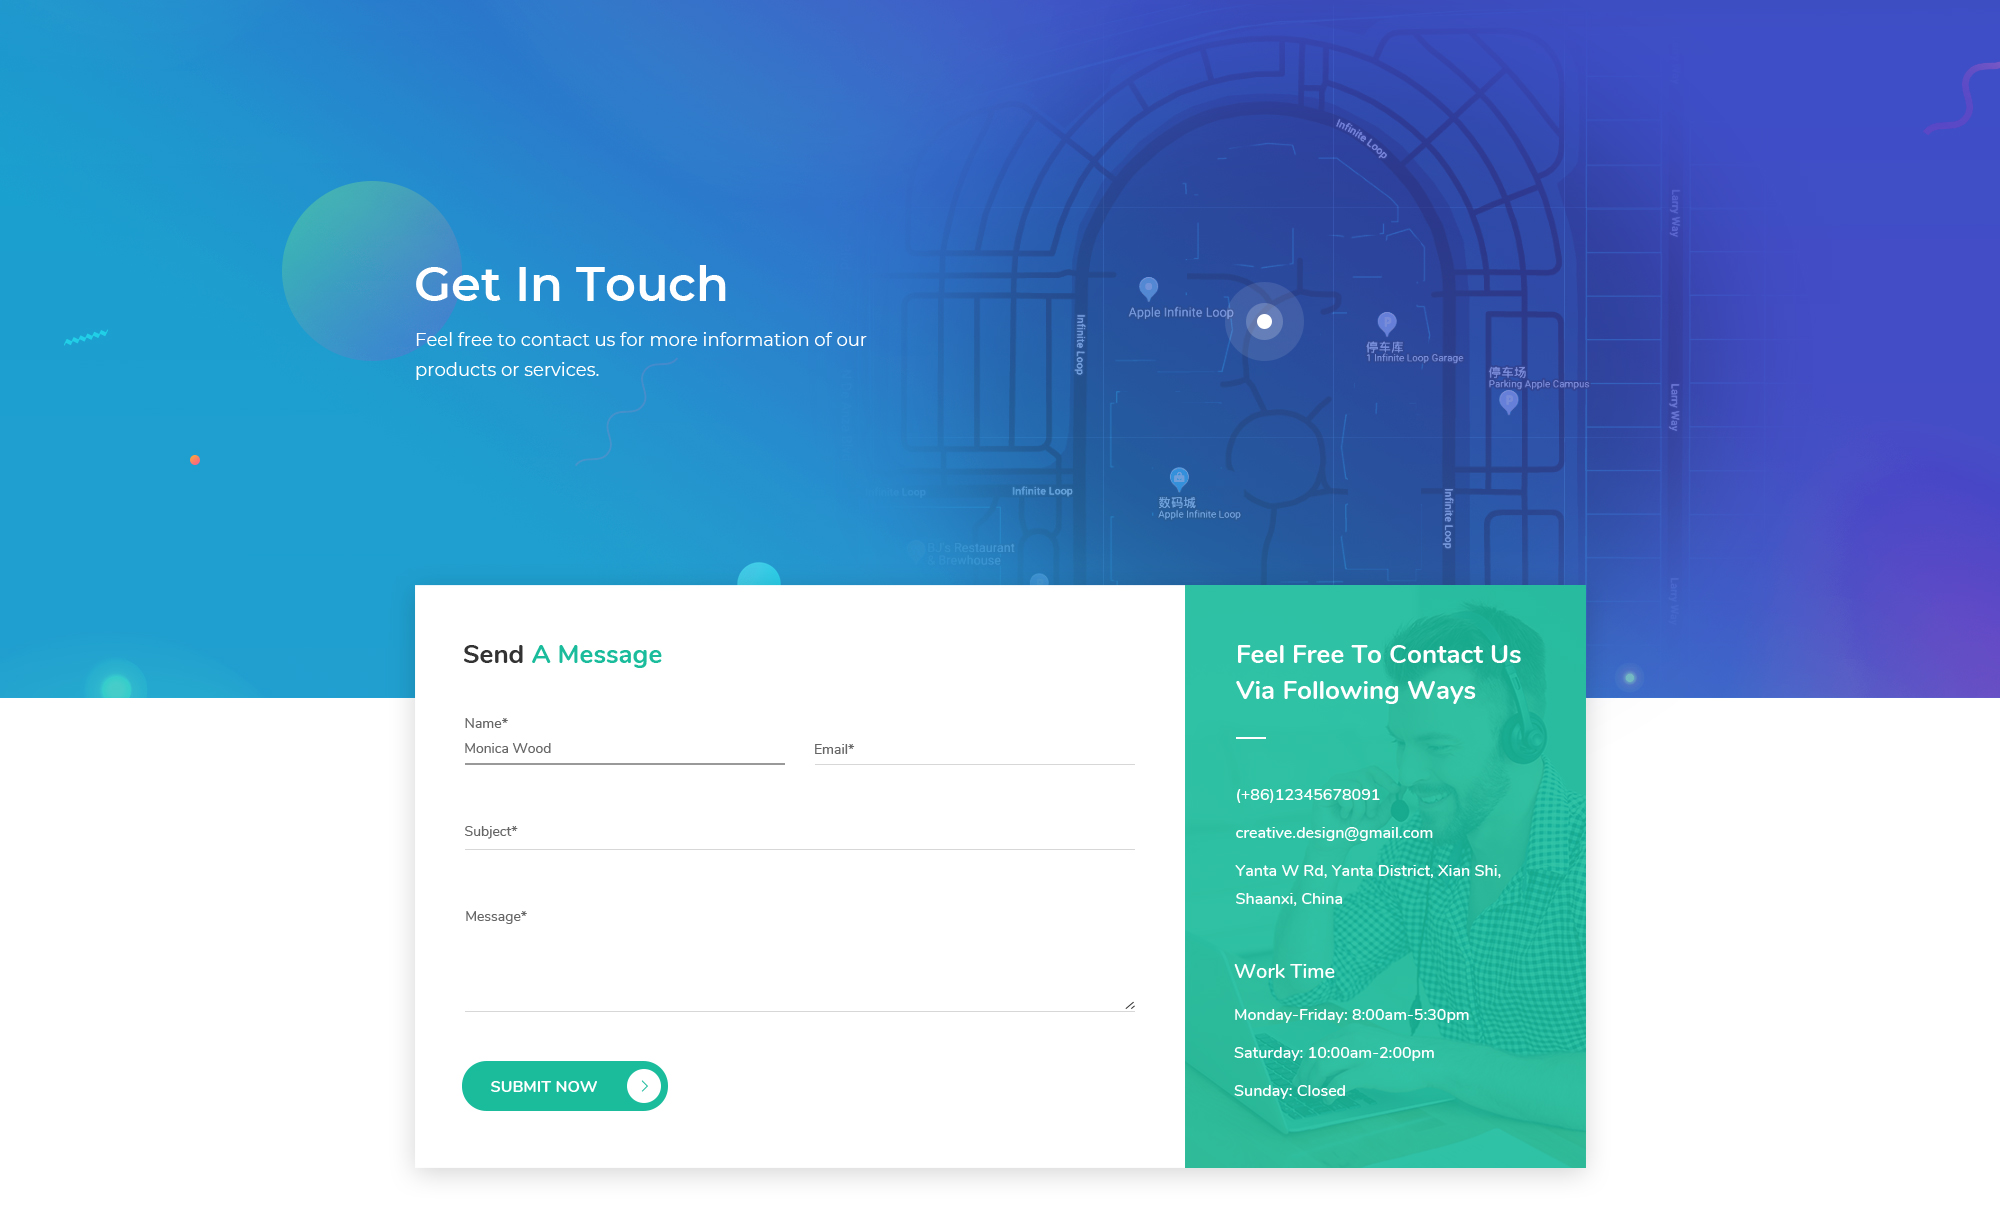 Get In Touch
Feel free to contact us for more information of our
products or services.
Infinite Loop
Larry Way
Apple Infinite Loop
Infinite Loop
停车库
1 Infinite Loop Garage
停车场
Parking Apple Campus
Larry Way
数码城
Apple Infinite Loop
Infinite Loop
Infinite Loop
Infinite Loop
BJ's Restaurant
& Brewhouse
Larry Way
Send A Message
Name*
Monica Wood
Email*
Subject*
Message*
SUBMIT NOW
Feel Free To Contact Us
Via Following Ways
(+86)12345678091
creative.design@gmail.com
Yanta W Rd, Yanta District, Xian Shi,
Shaanxi, China
Work Time
Monday-Friday: 8:00am-5:30pm
Saturday: 10:00am-2:00pm
Sunday: Closed